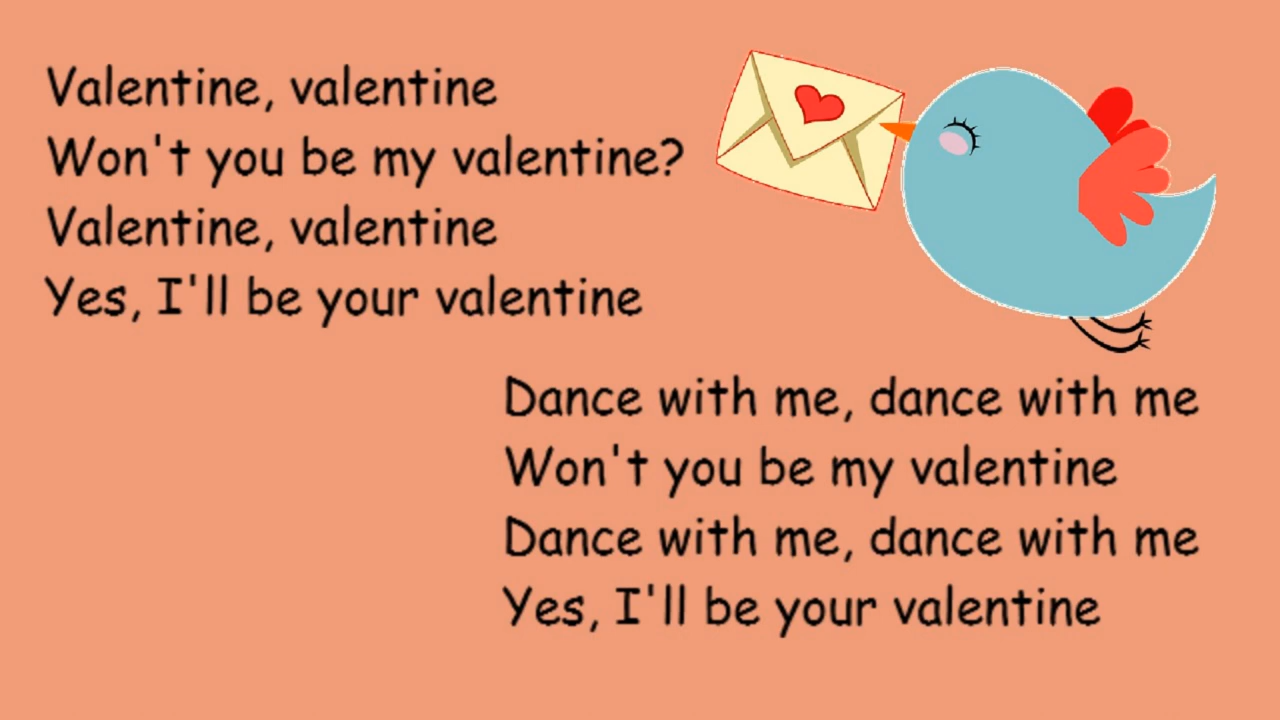 Valentine, valentine
Won't you be my valentine?
Valentine, valentine
Yes, I'll be your valentine
Dance with me, dance with me
Won't you be my valentine
Dance with me, dance with me
Yes, I'll be your valentine